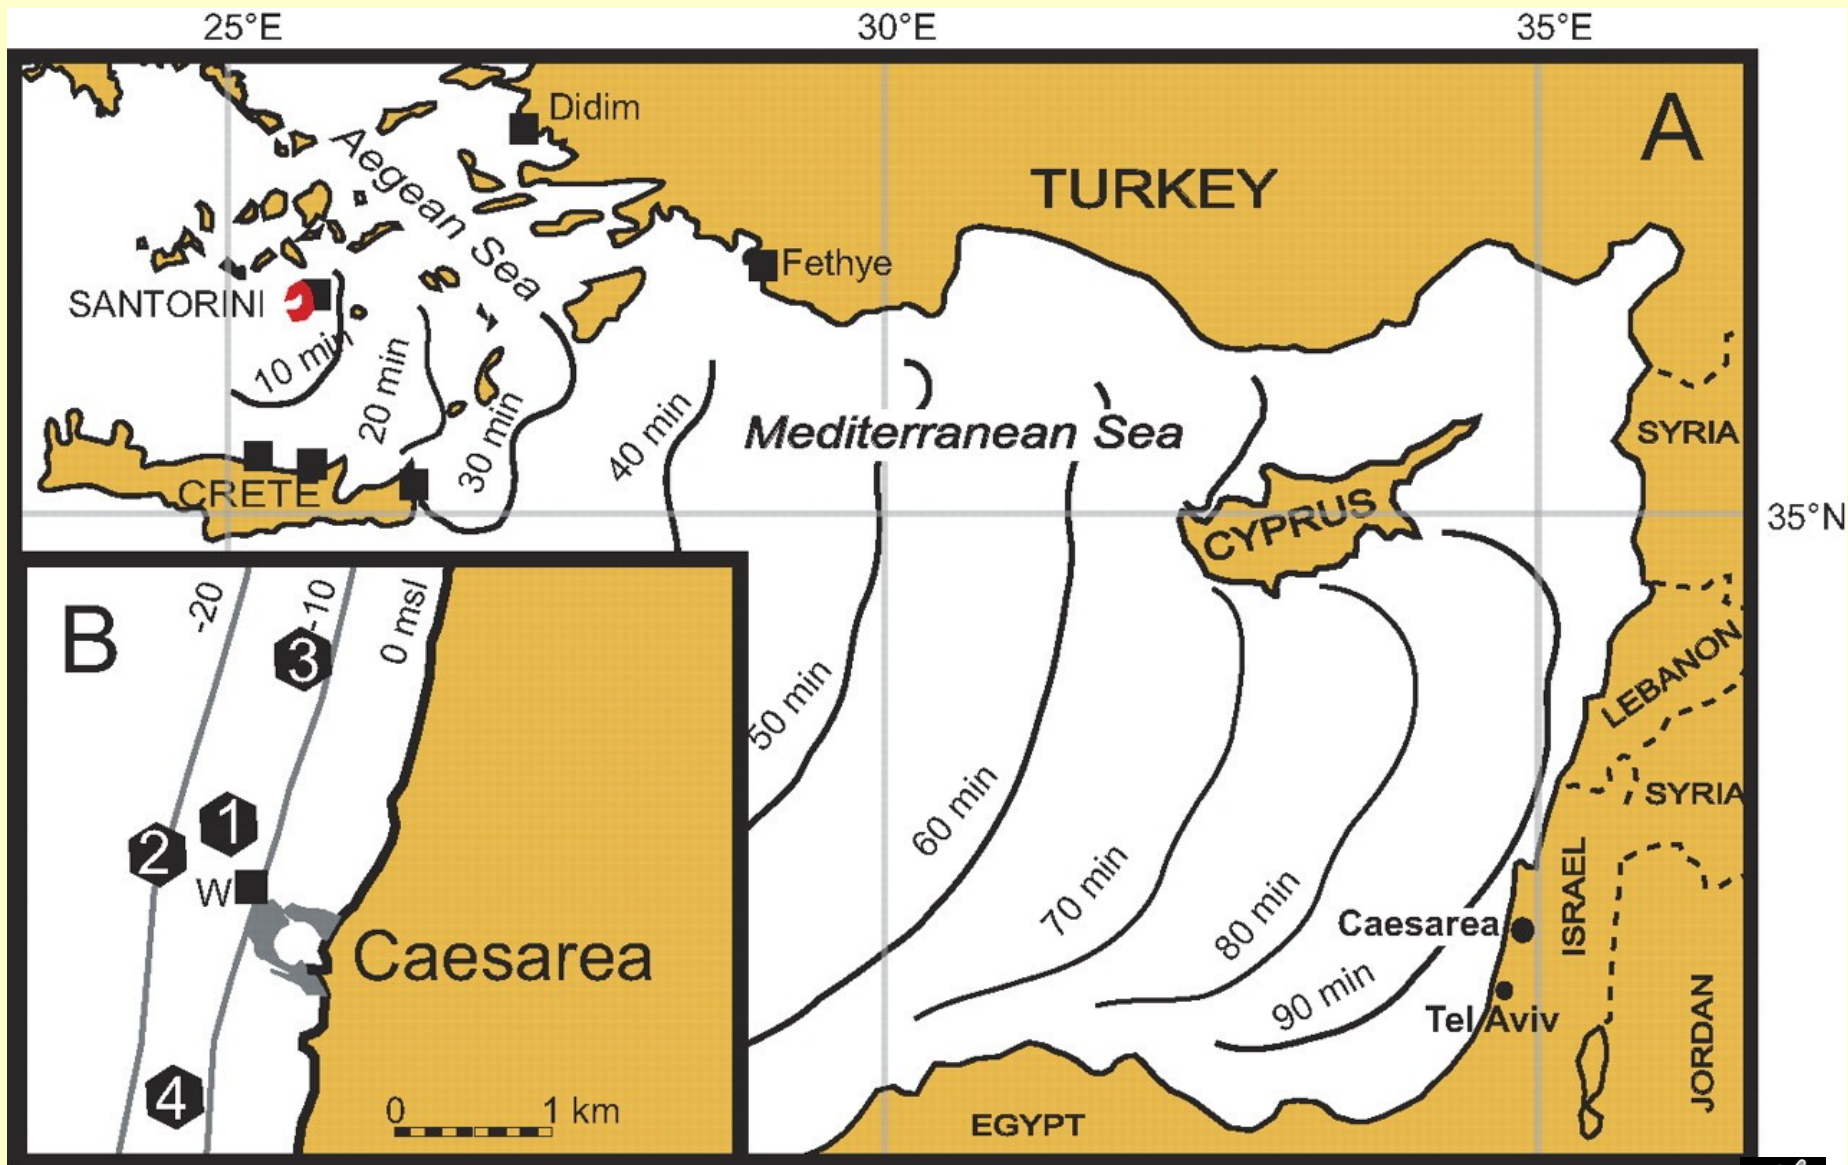 25°E
30°E
35°E
A
Didim
Aegean Sea
TURKEY
Fethye
SANTORINI
10 min
20 min
30 min
40 min
Mediterranean Sea
SYRIA
CRETE
CYPRUS
35°N
B
-20
-10
0 msl
3
LEBANON
50 min
1
2
60 min
SYRIA
W
70 min
80 min
ISRAEL
Caesarea
Caesarea
90 min
Tel Aviv
JORDAN
4
0 1 km
EGYPT